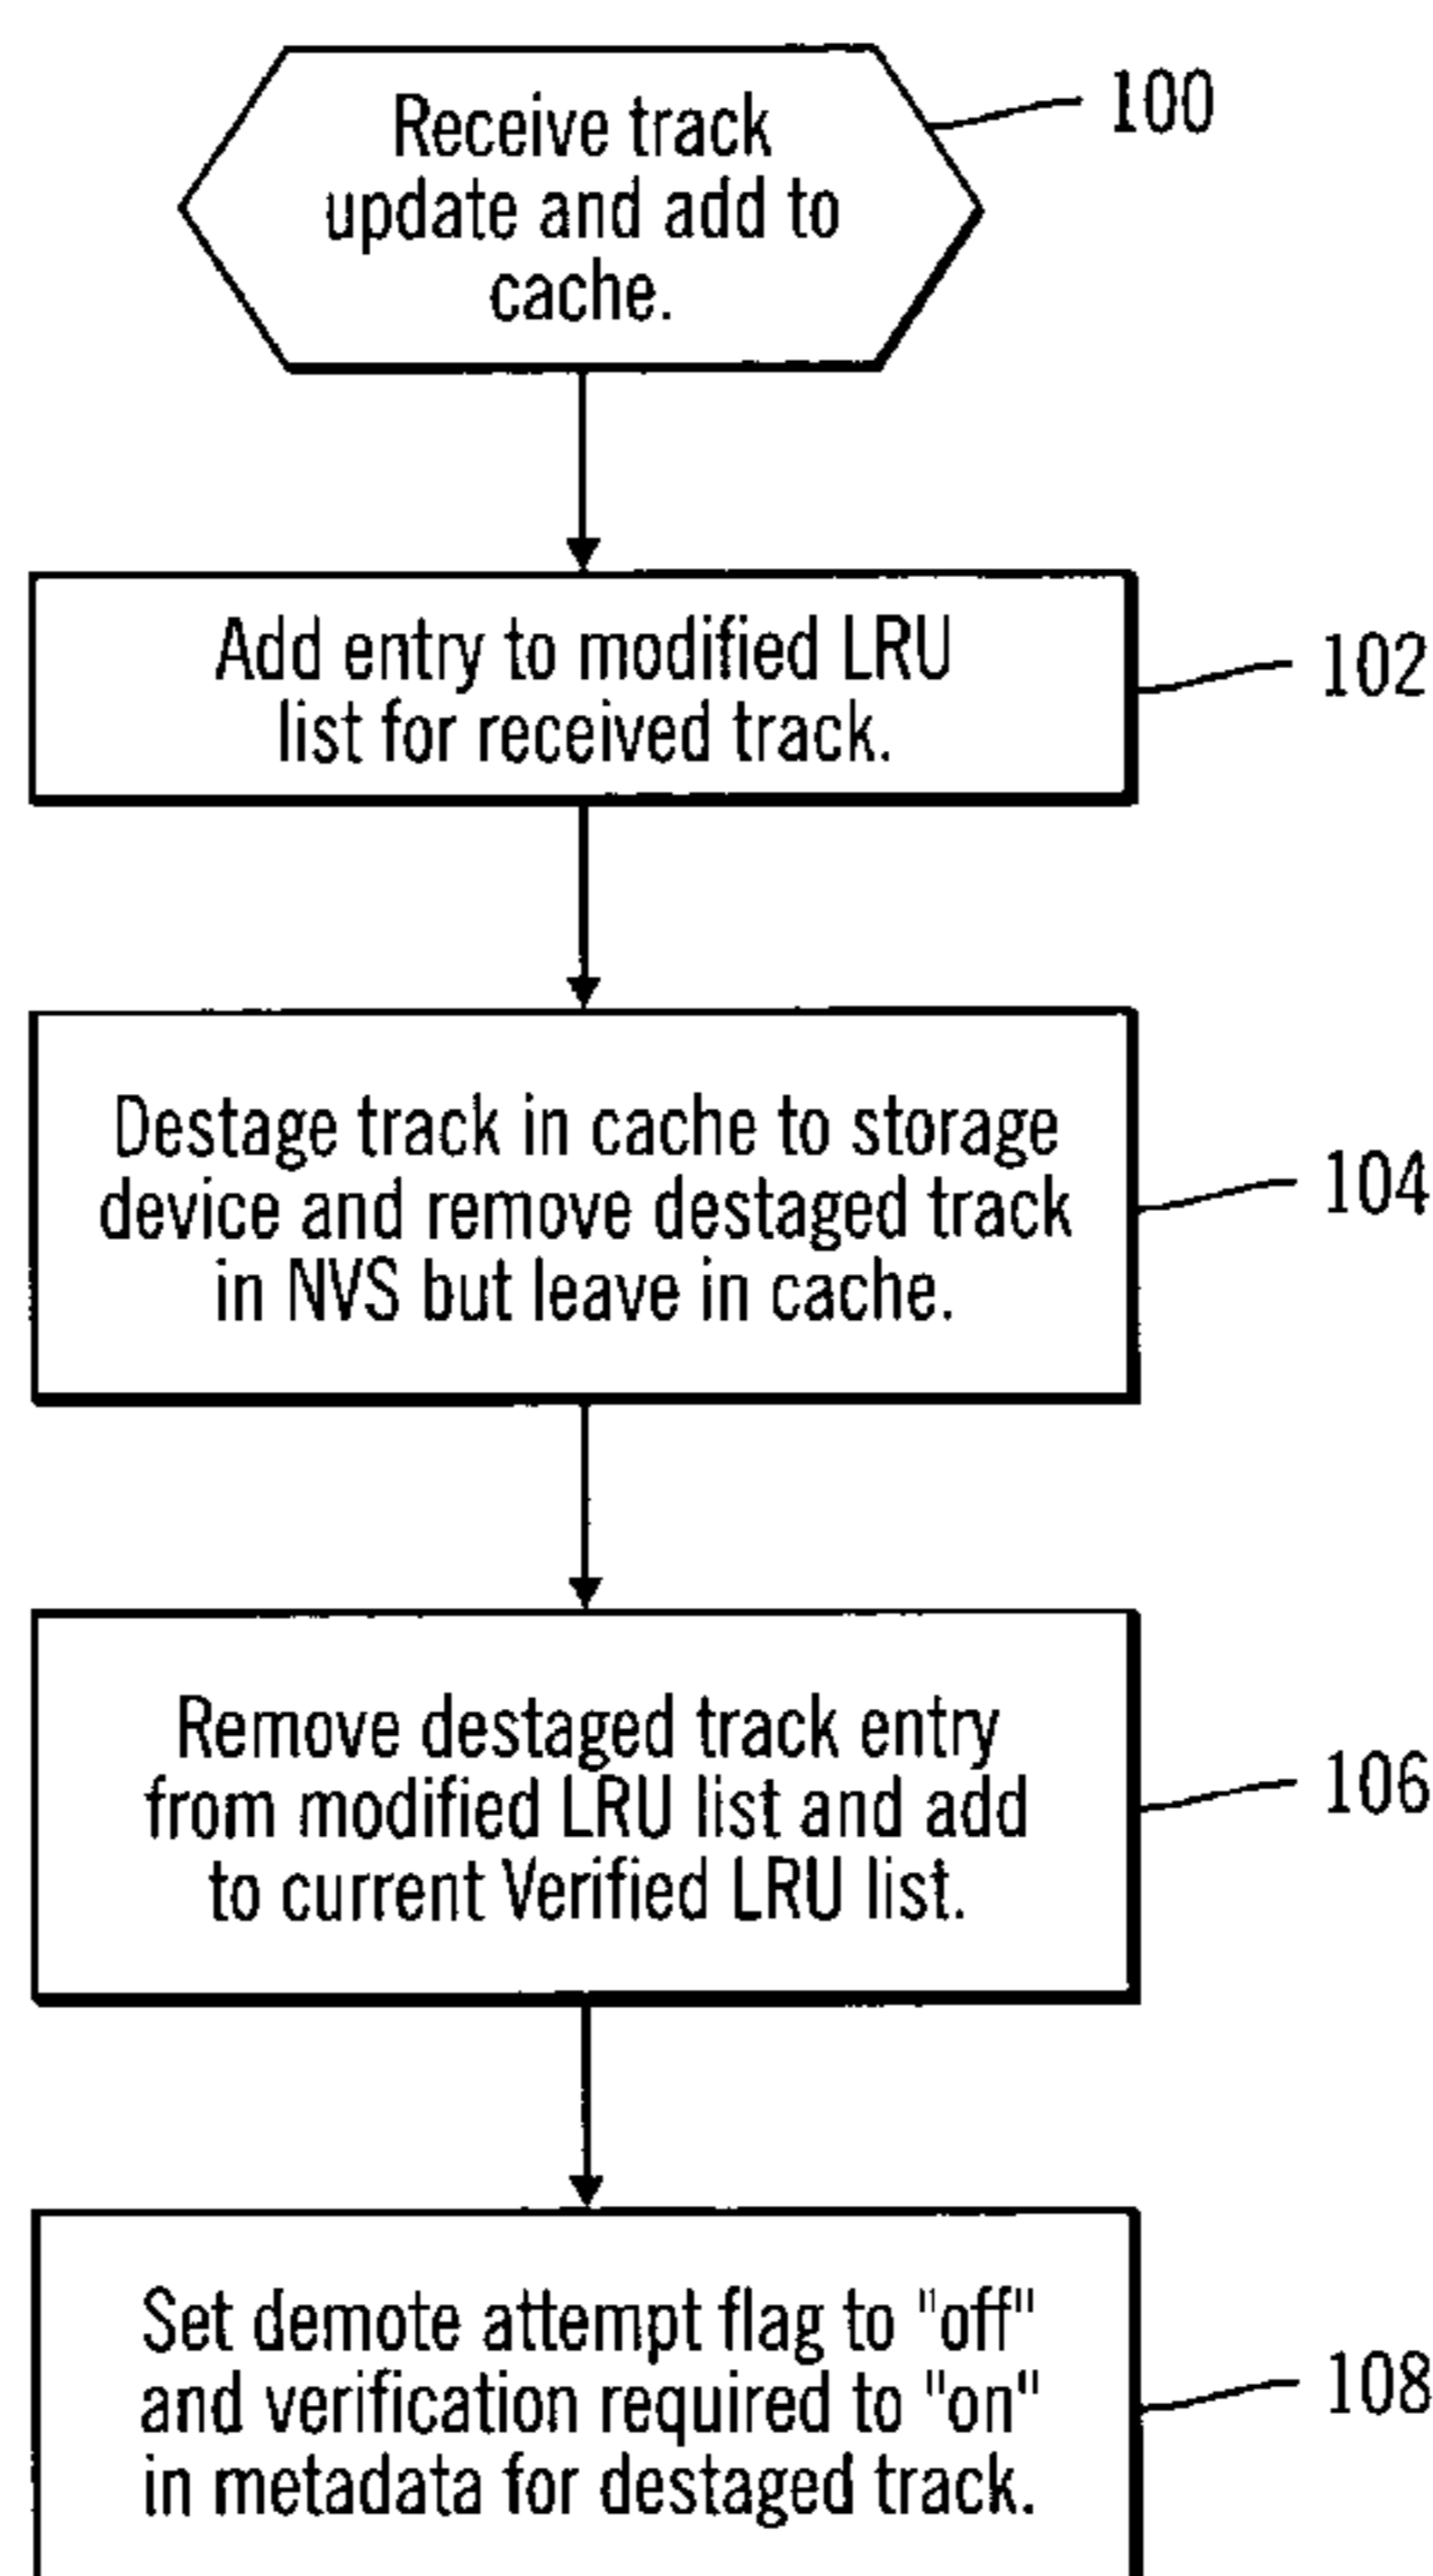 Receive track
update and add to
cache.
100
Add entry to modified LRU
list for received track.
102
Destage track in cache to storage
device and remove destaged track
in NVS but leave in cache.
104
Remove destaged track entry
from modified LRU list and add
to current Verified LRU list.
106
Set demote attempt flag to "off"
and verification required to "on"
in metadata for destaged track.
108